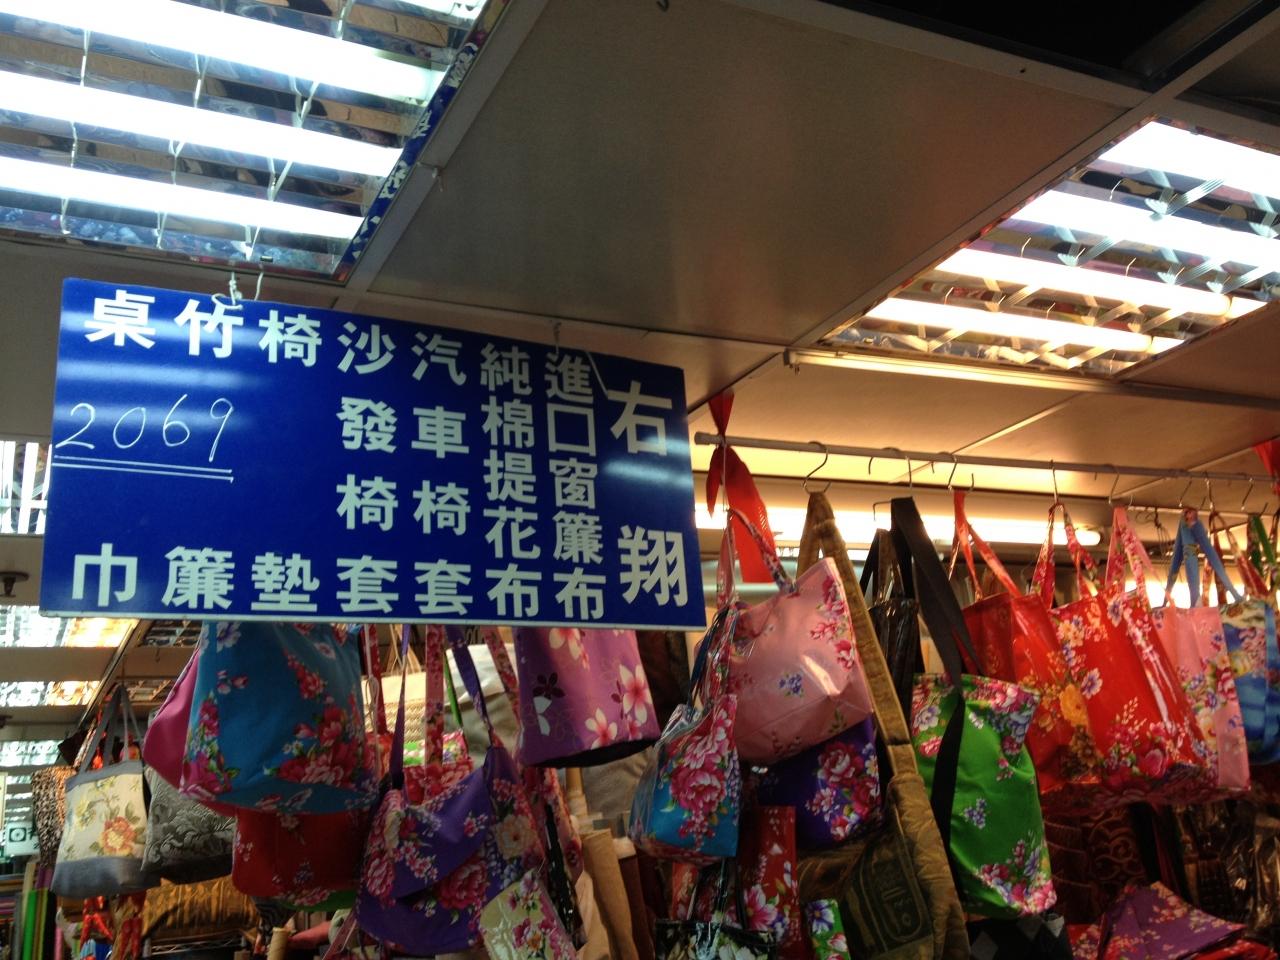 右翔
進口窗簾布
純棉提花布
汽車椅套
沙發椅套
椅墊
竹簾
桌巾
2069